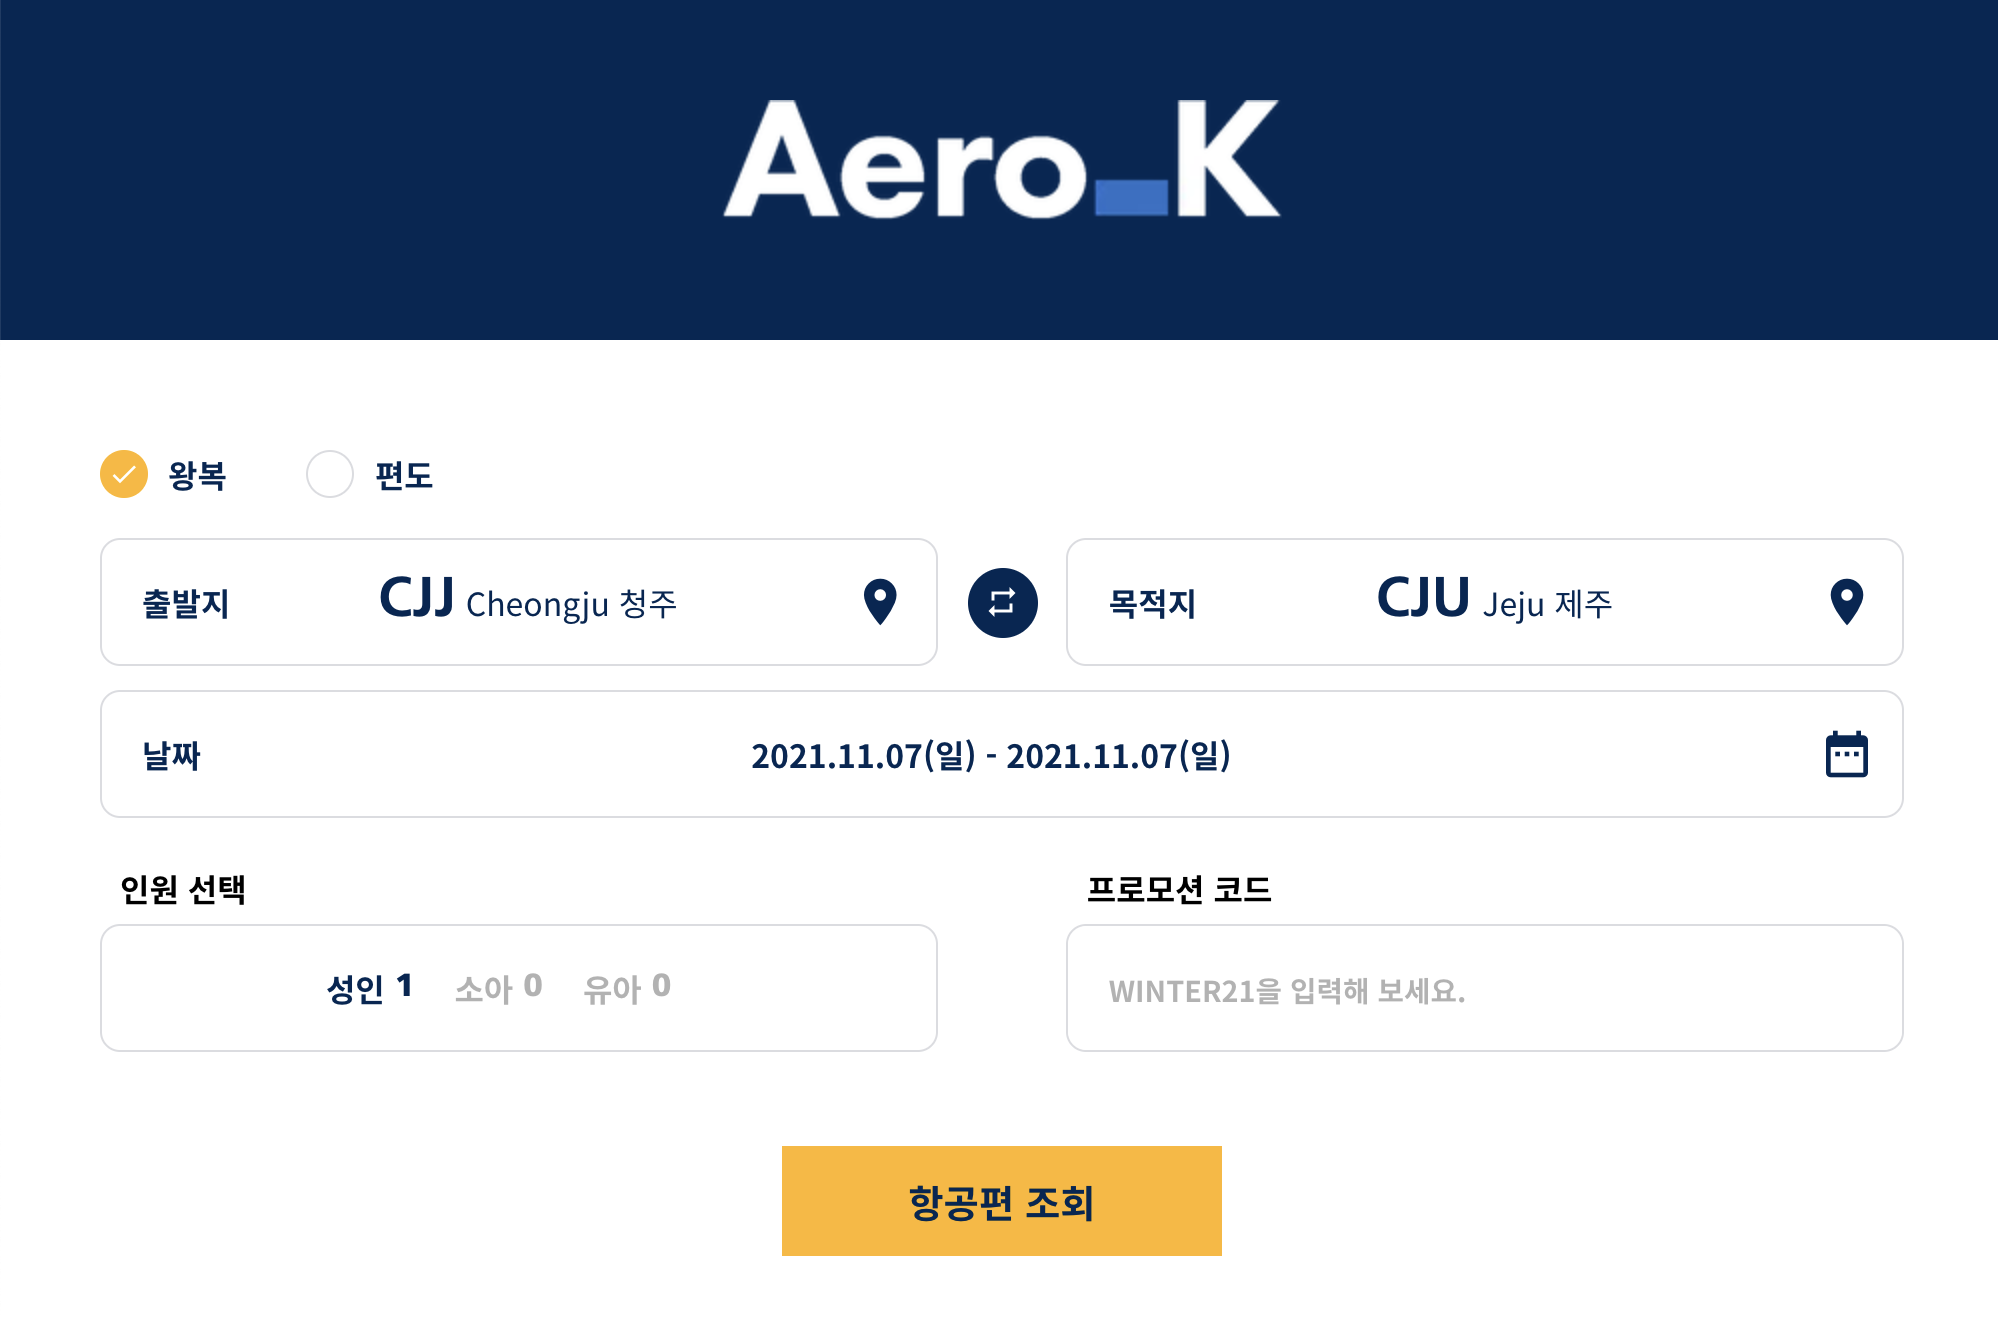 Aero_K
왕복 편도
출발지 CJJ Cheongju 청주 목적지 CJU Jeju 제주
날짜 2021.11.07(일) - 2021.11.07(일)
인원 선택 프로모션 코드
성인 1 소아 0 유아 0 WINTER21을 입력해 보세요.
항공편 조회